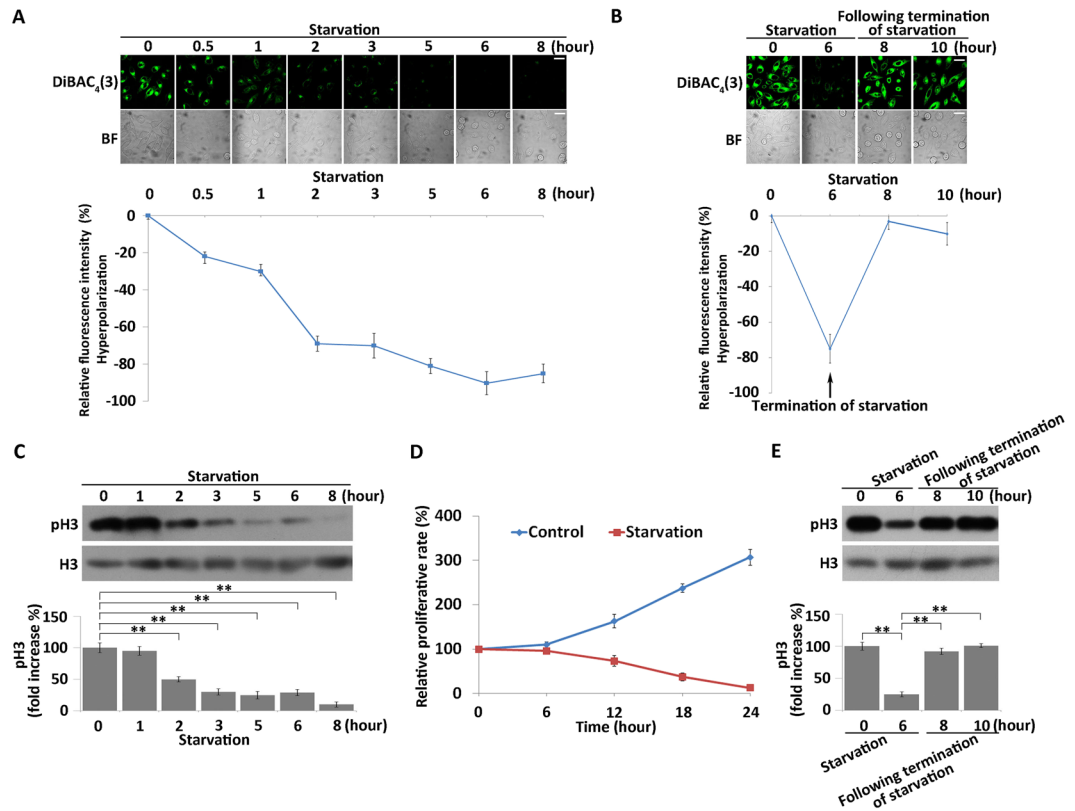 A
Starvation
0 0.5 1 2 3 5 6 8 (hour)
DiBAC4(3)
BF
Starvation
0 0.5 1 2 3 5 6 8 (hour)
Relative fluorescence intensity (%)
Hyperpolarization
0
-20
-40
-60
-80
-100
B
Starvation
Following termination
of starvation
0 6 8 10 (hour)
DiBAC4(3)
BF
Starvation
0 6 8 10 (hour)
Relative fluorescence itensity (%)
Hyperpolarization
0
-20
-40
-60
-80
-100
Termination of starvation
C
Starvation
0 1 2 3 5 6 8 (hour)
pH3
H3
**
**
**
**
**
pH3
(fold increase %)
150
100
50
0
0 1 2 3 5 6 8 (hour)
Starvation
D
Relative proliferative rate (%)
400
300
200
100
0
Control
Starvation
0 6 12 18 24
Time (hour)
E
Starvation
Following termination
of starvation
0 6 8 10 (hour)
pH3
H3
**
**
**
pH3
(fold increase %)
150
100
50
0
0 6 8 10 (hour)
Starvation
Following termination
of starvation